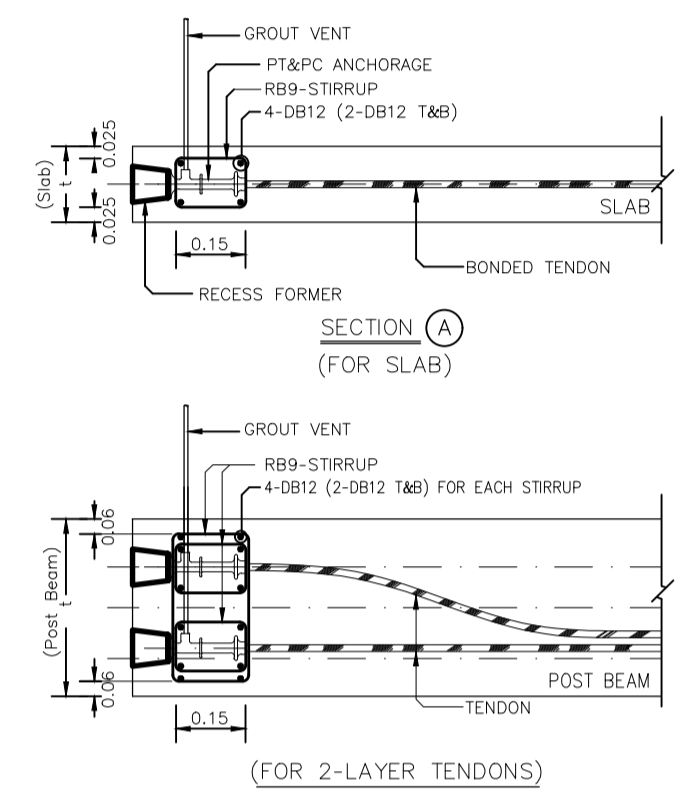 GROUT VENT
PT&PC ANCHORAGE
RB9-STIRRUP
4-DB12 (2-DB12 T&B)
0.025
(Slab)
t
0.025
SLAB
0.15
BONDED TENDON
RECESS FORMER
SECTION A
(FOR SLAB)
GROUT VENT
RB9-STIRRUP
4-DB12 (2-DB12 T&B) FOR EACH STIRRUP
0.06
(Post Beam)
t
0.06
POST BEAM
0.15
TENDON
(FOR 2-LAYER TENDONS)